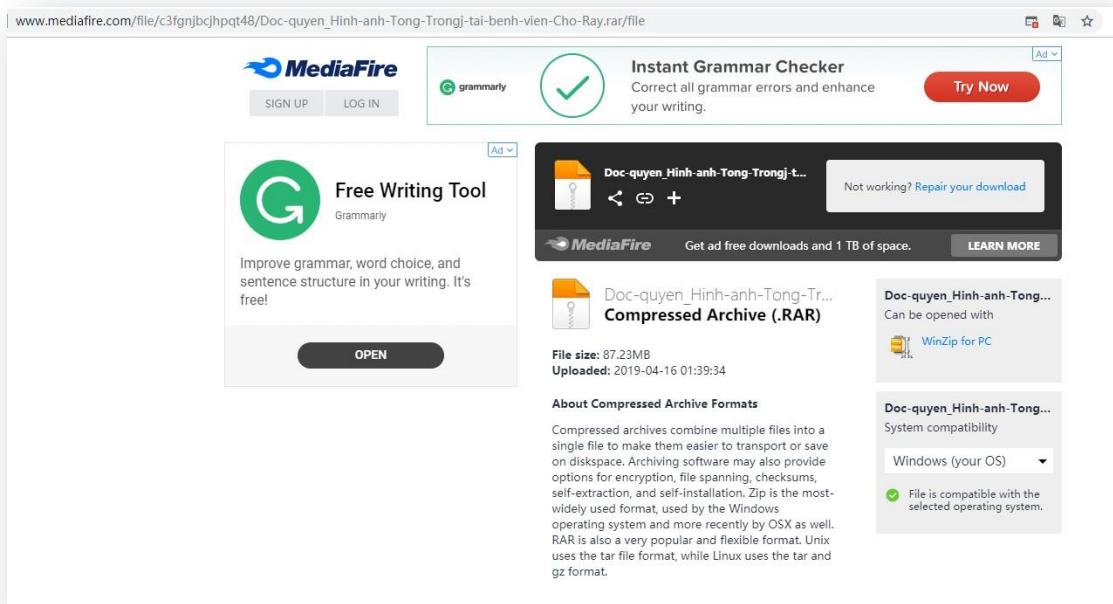 www.mediafire.com/file/c3fgnjbcjhpqt48/Doc-quyen_Hinh-anh-Tong-Trongj-tai-benh-vien-Cho-Ray.rar/file
MediaFire
SIGN UP LOG IN
grammarly
Instant Grammar Checker
Correct all grammar errors and enhance
your writing.
Try Now
Ad
Ad
Free Writing Tool
Grammarly
Improve grammar, word choice, and
sentence structure in your writing. It's
free!
OPEN
Doc-quyen_Hinh-anh-Tong-Trongj-t...
Not working? Repair your download
MediaFire Get ad free downloads and 1 TB of space. LEARN MORE
Doc-quyen_Hinh-anh-Tong-Tr...
Compressed Archive (.RAR)
File size: 87.23MB
Uploaded: 2019-04-16 01:39:34
About Compressed Archive Formats
Compressed archives combine multiple files into a
single file to make them easier to transport or save
on diskspace. Archiving software may also provide
options for encryption, file spanning, checksums,
self-extraction, and self-installation. Zip is the most-
widely used format, used by the Windows
operating system and more recently by OSX as well.
RAR is also a very popular and flexible format. Unix
uses the tar file format, while Linux uses the tar and
gz format.
Doc-quyen_Hinh-anh-Tong...
Can be opened with
WinZip for PC
Doc-quyen_Hinh-anh-Tong...
System compatibility
Windows (your OS)
File is compatible with the
selected operating system.